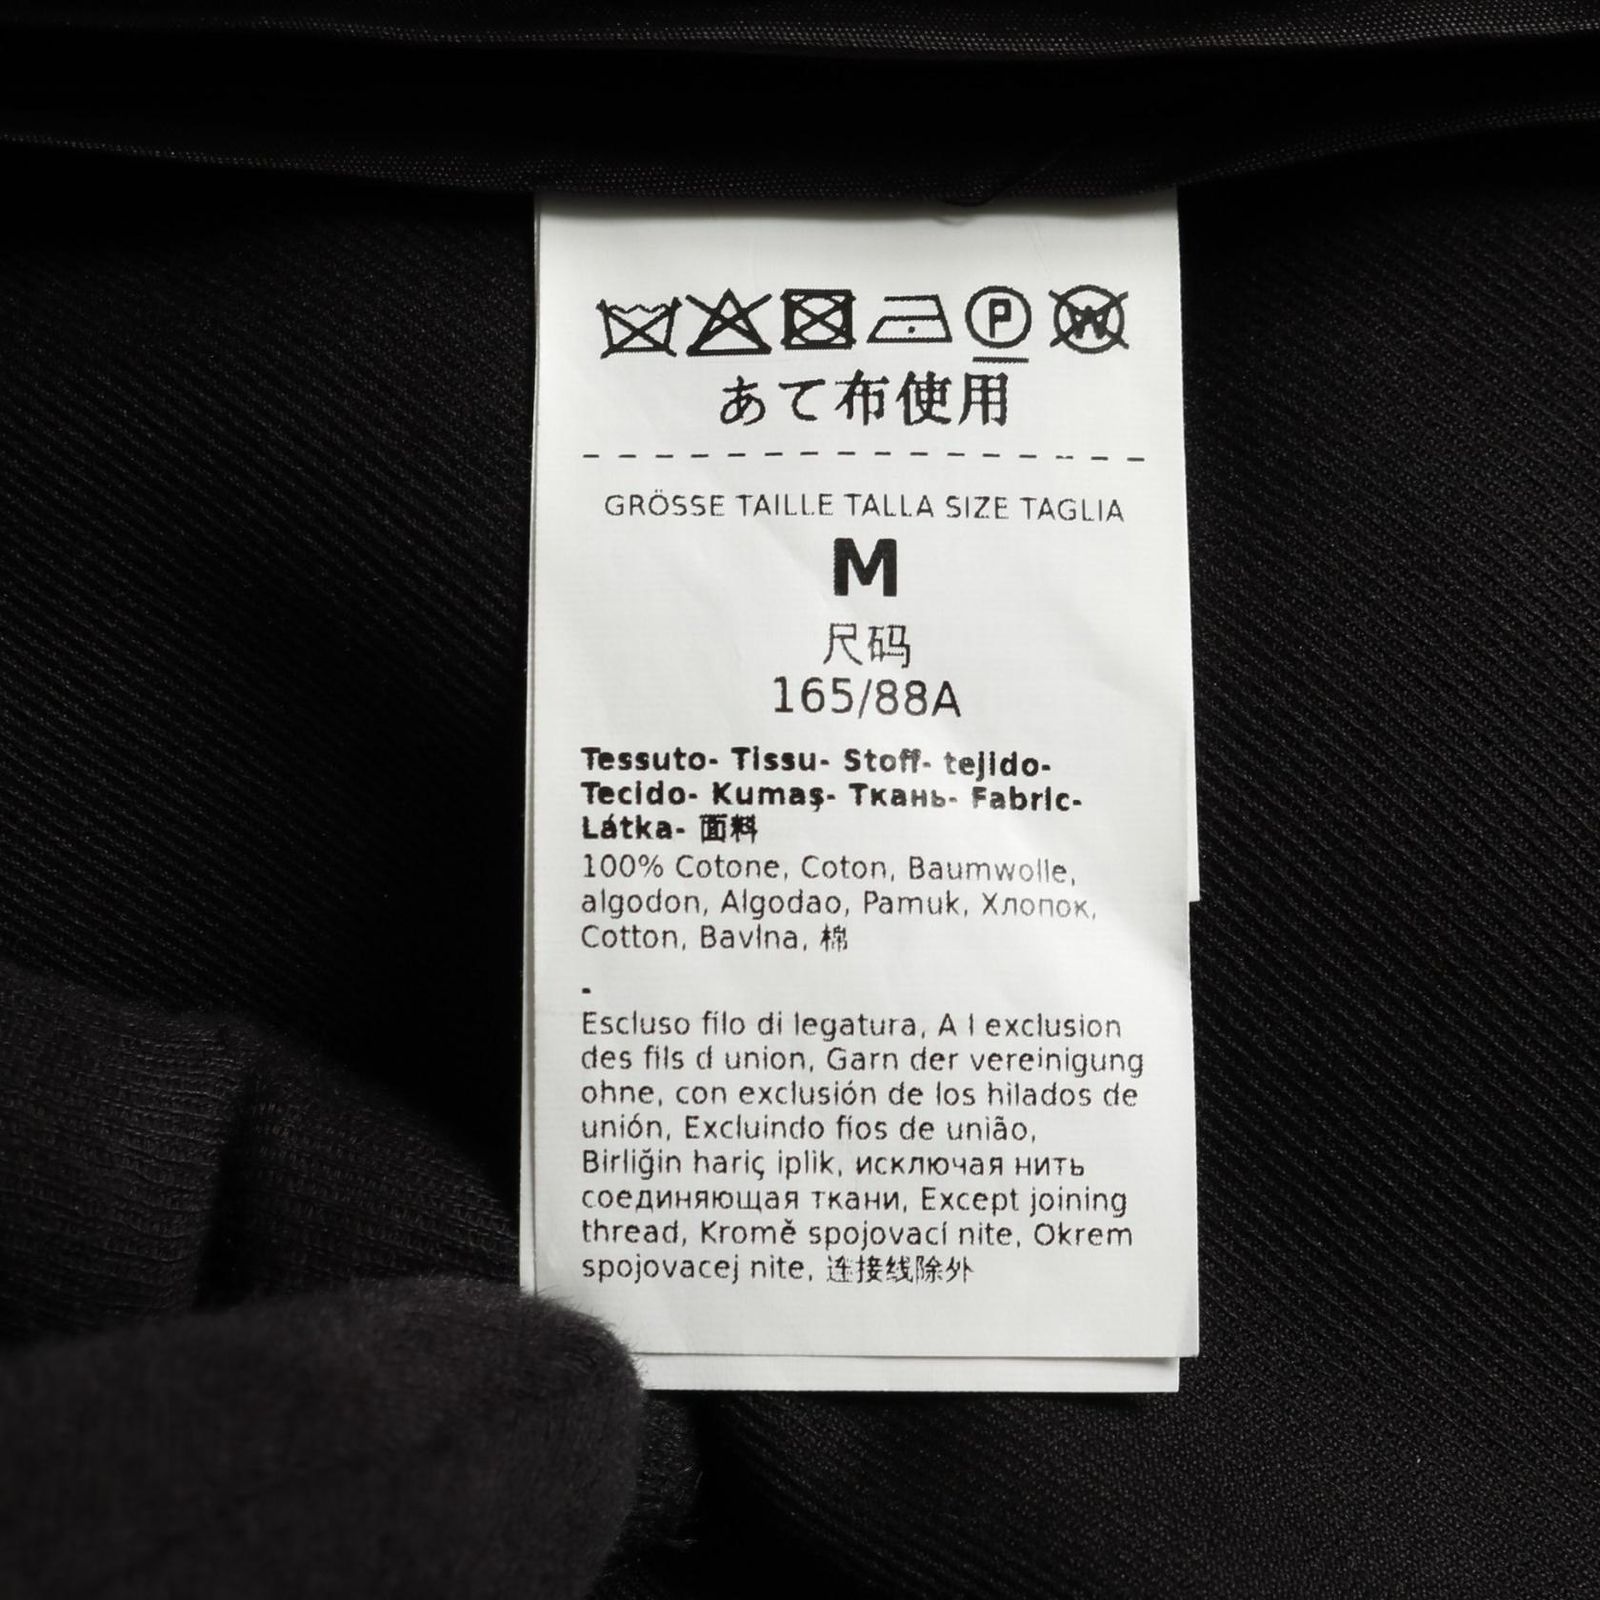 P W
あて布使用
GRÖSSE TAILLE TALLA SIZE TAGLIA
M
尺码
165/88A
Tessuto- Tissu- Stoff- tejido-
Tecido- Kumaş- Ткань- Fabric-
Látka- 面料
100% Cotone, Coton, Baumwolle,
algodon, Algodao, Pamuk, Хлопок,
Cotton, Bavlna, 棉
-
Escluso filo di legatura, A l exclusion
des fils d union, Garn der vereinigung
ohne, con exclusión de los hilados de
unión, Excluindo fios de união,
Birliğin hariç iplik, исключая нить
соединяющая ткани, Except joining
thread, Kromě spojovací nite, Okrem
spojovacej nite, 连接线除外